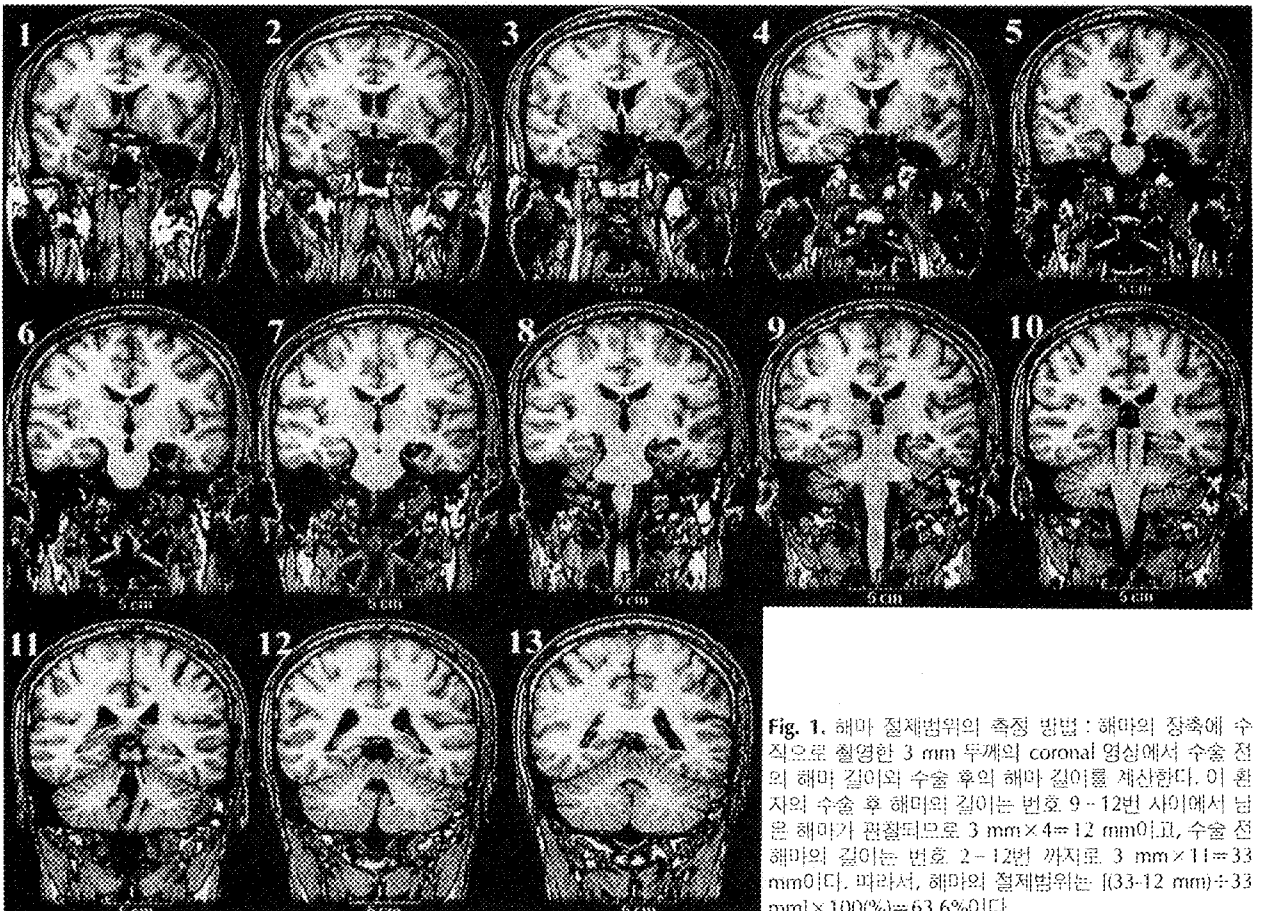 1 2 3 4 5
5 cm 5 cm 5 cm 5 cm 5 cm
6 7 8 9 10
5 cm 5 cm 5 cm 5 cm 5 cm
11 12 13
5 cm 5 cm 5 cm
Fig. 1. 해마 절제범위의 측정 방법 : 해마의 장축에 수
직으로 촬영한 3 mm 두께의 coronal 영상에서 수술 전
의 해마 길이와 수술 후의 해마 길이를 계산한다. 이 환
자의 수술 후 해마의 길이는 번호 9-12번 사이에서 남
은 해마가 관찰되므로 3 mm×4=12 mm이고, 수술 전
해마의 길이는 번호 2-12번 까지로 3 mm×11=33
mm이다. 따라서, 해마의 절제범위는 [(33-12 mm)÷33
mm]×100(%)=63.6%이다.